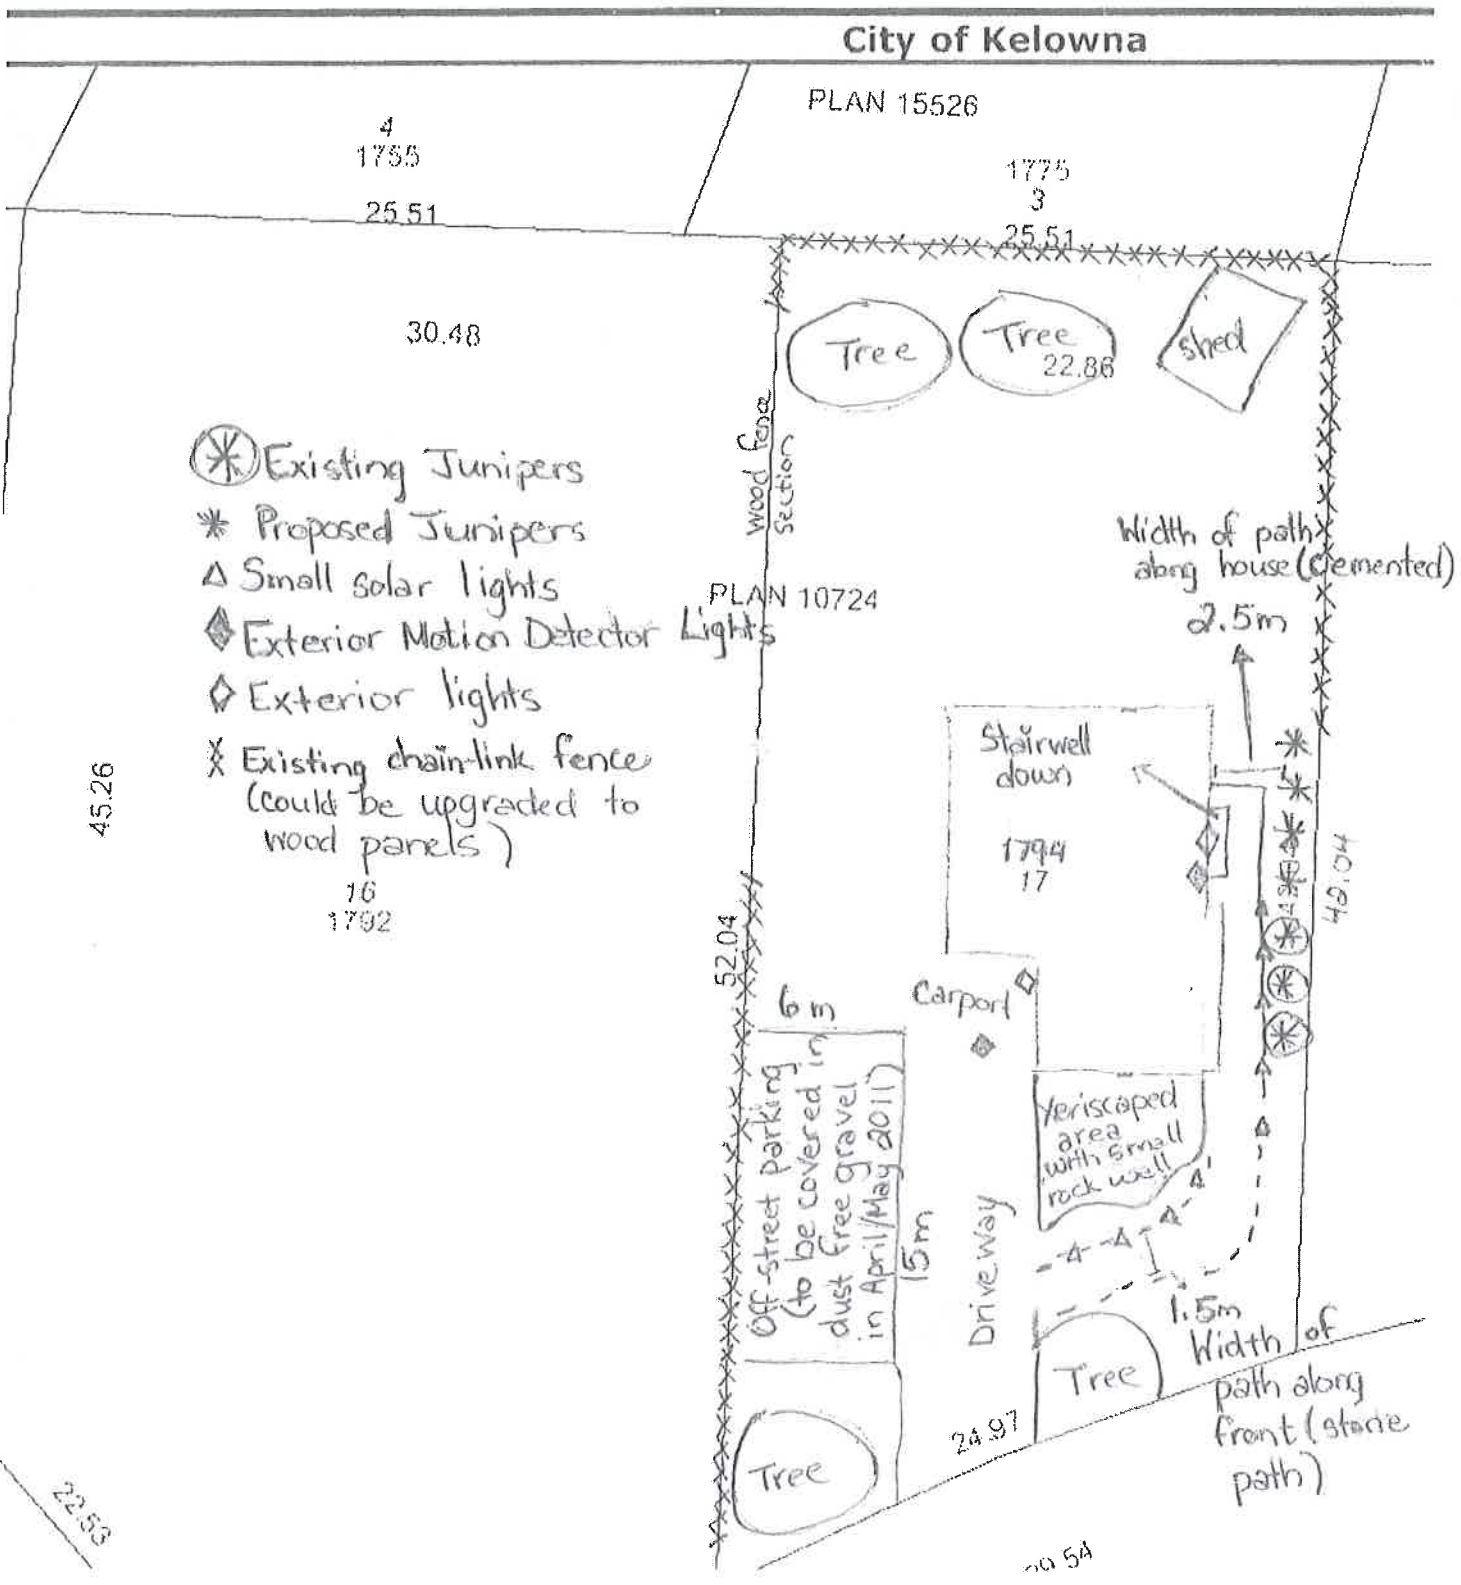 City of Kelowna
PLAN 15526
4
1755
25.51
1775
3
25.51
30.48
Tree
Tree
22.86
shed
Wood fence
Section
Existing Junipers
Proposed Junipers
Small solar lights
Exterior Motion Detector Lights
Exterior lights
Existing chain-link fence
(could be upgraded to
wood panels)
16
1792
45.26
PLAN 10724
Width of path
along house (cemented)
2.5m
Stairwell
down
1794
17
42.04
52.04
6m
Carport
Off-street parking
(to be covered in
dust free gravel
in April/May 2011)
15m
Driveway
Xeriscaped
area
with small
rock wall
1.5m
Width of
path along
front (stone
path)
Tree
24.97
Tree
22.53
54